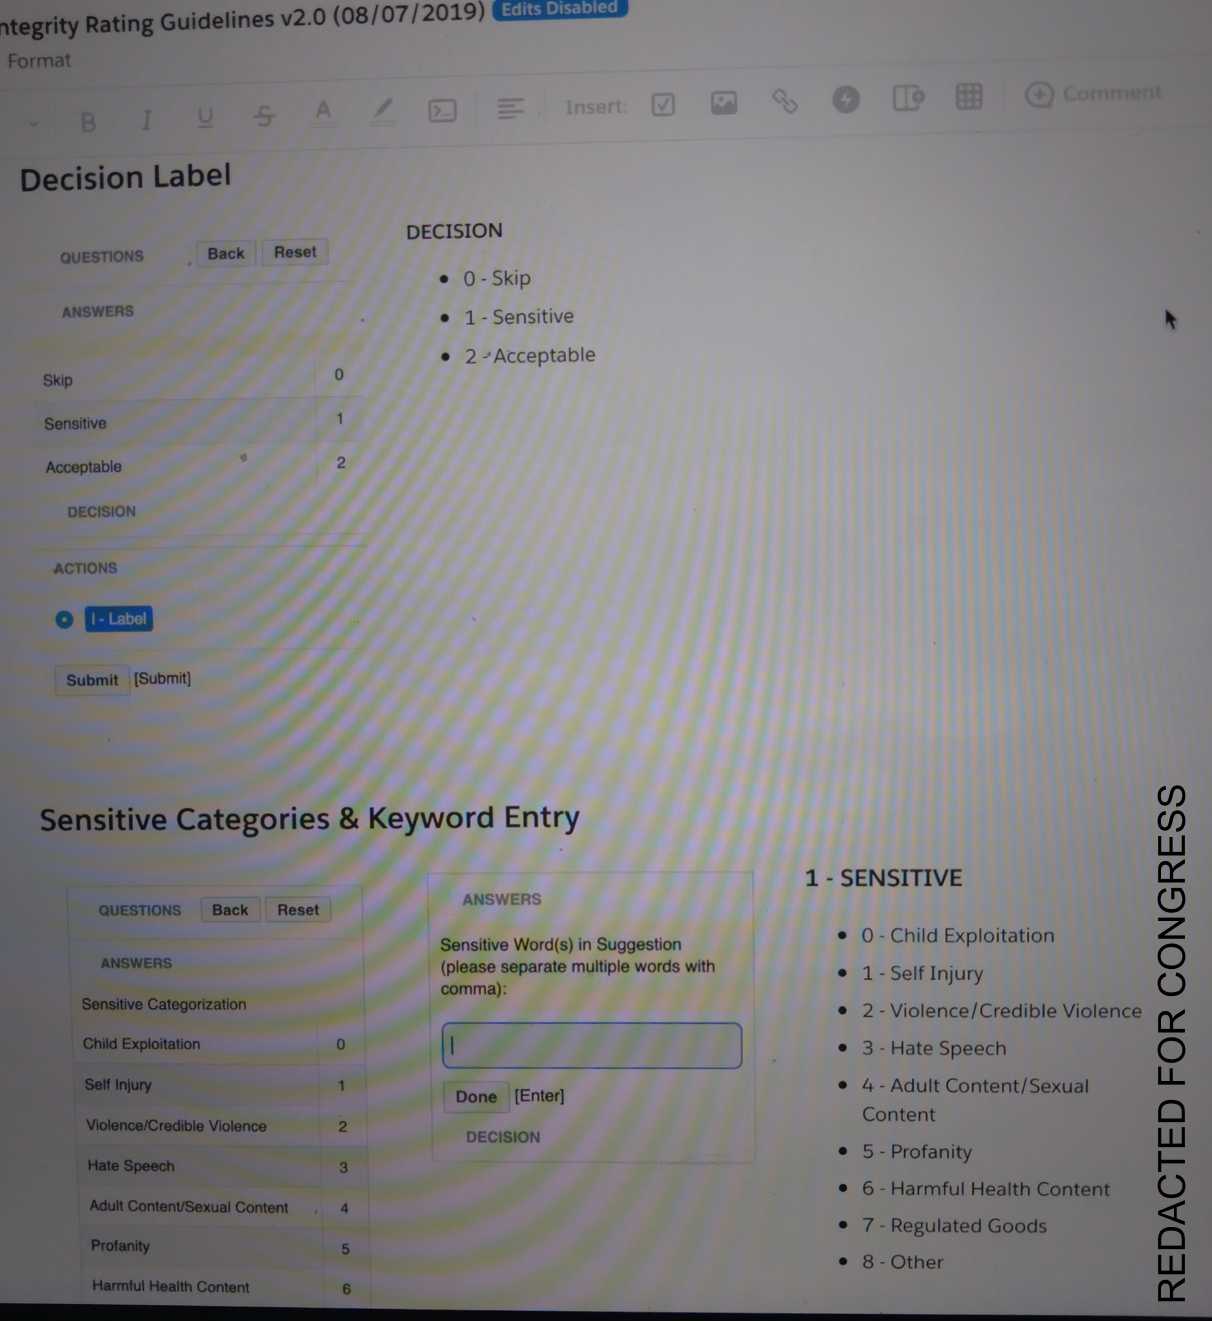 ntegrity Rating Guidelines v2.0 (08/07/2019) Edits Disabled
Format
B I U S A Insert: Comment
Decision Label
QUESTIONS Back Reset
ANSWERS
Skip 0
Sensitive 1
Acceptable 2
DECISION
ACTIONS
I - Label
Submit [Submit]
DECISION
• 0 - Skip
• 1 - Sensitive
• 2 - Acceptable
Sensitive Categories & Keyword Entry
QUESTIONS Back Reset
ANSWERS
Sensitive Categorization
Child Exploitation 0
Self Injury 1
Violence/Credible Violence 2
Hate Speech 3
Adult Content/Sexual Content 4
Profanity 5
Harmful Health Content 6
ANSWERS
Sensitive Word(s) in Suggestion
(please separate multiple words with
comma):
Done [Enter]
DECISION
1 - SENSITIVE
• 0 - Child Exploitation
• 1 - Self Injury
• 2 - Violence/Credible Violence
• 3 - Hate Speech
• 4 - Adult Content/Sexual
Content
• 5 - Profanity
• 6 - Harmful Health Content
• 7 - Regulated Goods
• 8 - Other
REDACTED FOR CONGRESS